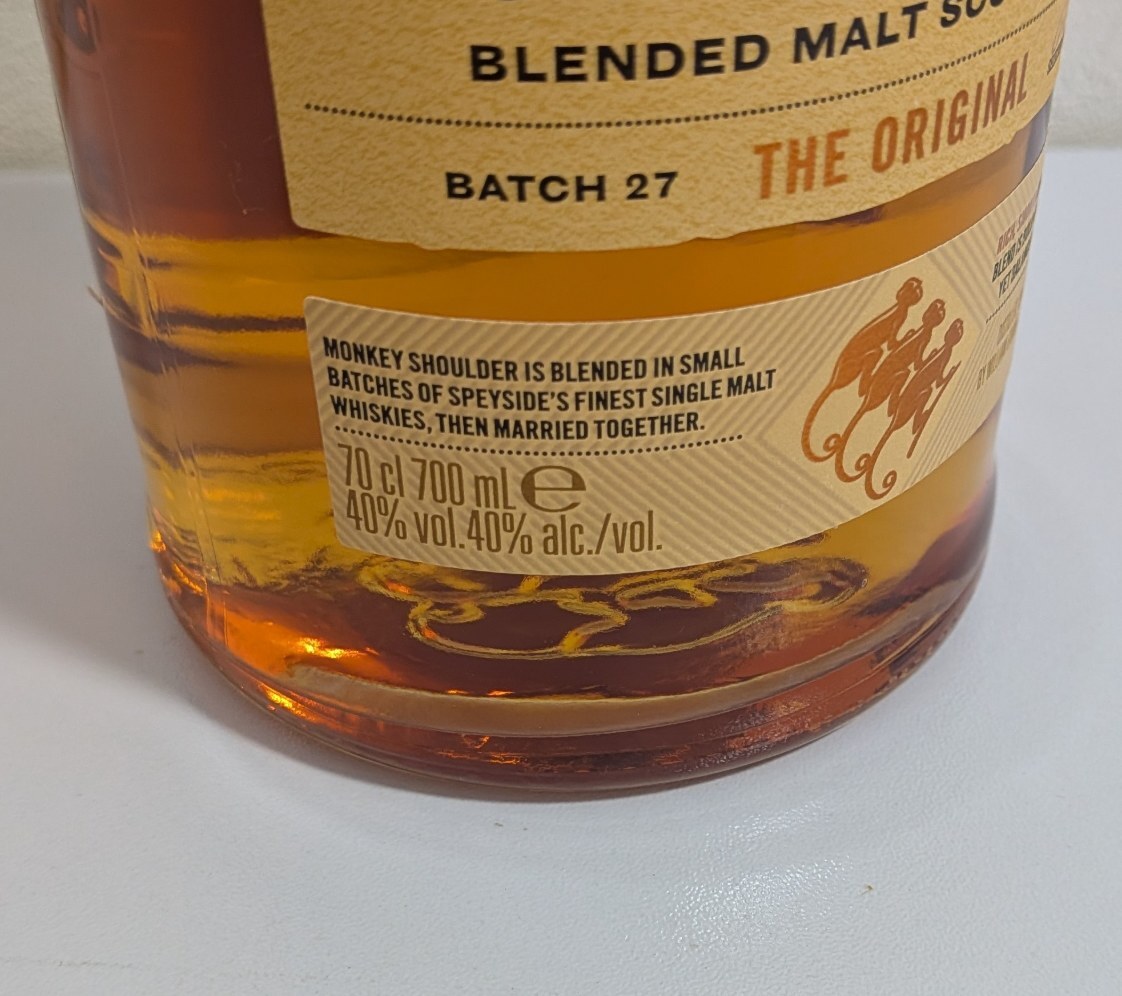 BLENDED MALT
BATCH 27
THE ORIGINAL
MONKEY SHOULDER IS BLENDED IN SMALL
BATCHES OF SPEYSIDE'S FINEST SINGLE MALT
WHISKIES, THEN MARRIED TOGETHER.
70 cl 700 mL e
40% vol. 40% alc./vol.